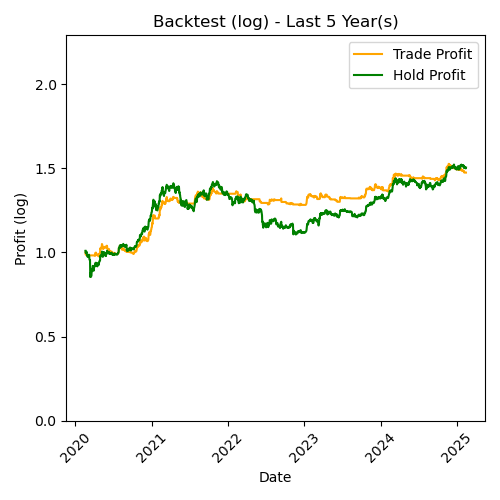 Backtest (log) - Last 5 Year(s)
Trade Profit
Hold Profit
Profit (log)
2.0
1.5
1.0
0.5
0.0
2020
2021
2022
2023
2024
2025
Date